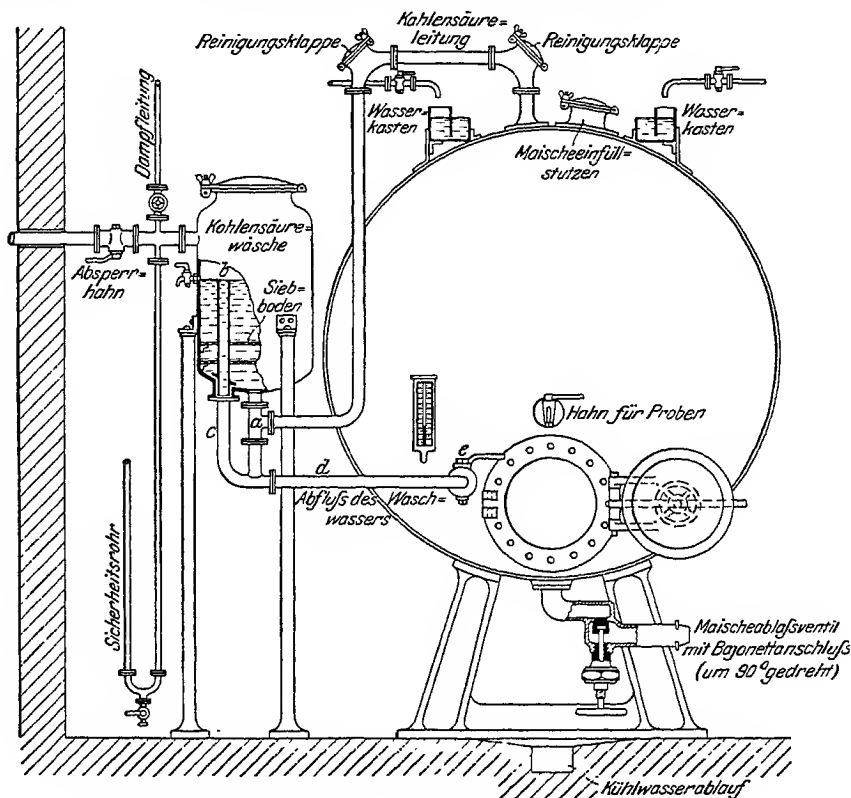 Kohlensäure=
leitung
Reinigungsklappe
Reinigungsklappe
Wasser=
kasten
Wasser=
kasten
Maischeeinfüll=
stutzen
Dampfleitung
Kohlensäure=
wäsche
Absperr=
hahn
b
Sieb=
boden
a
Hahn für Proben
c
e
d
Abfluß des Wasch=
wassers
Sicherheitsrohr
Maischeablaßventil
mit Bajonettanschluß
(um 90° gedreht)
Kühlwasserablauf